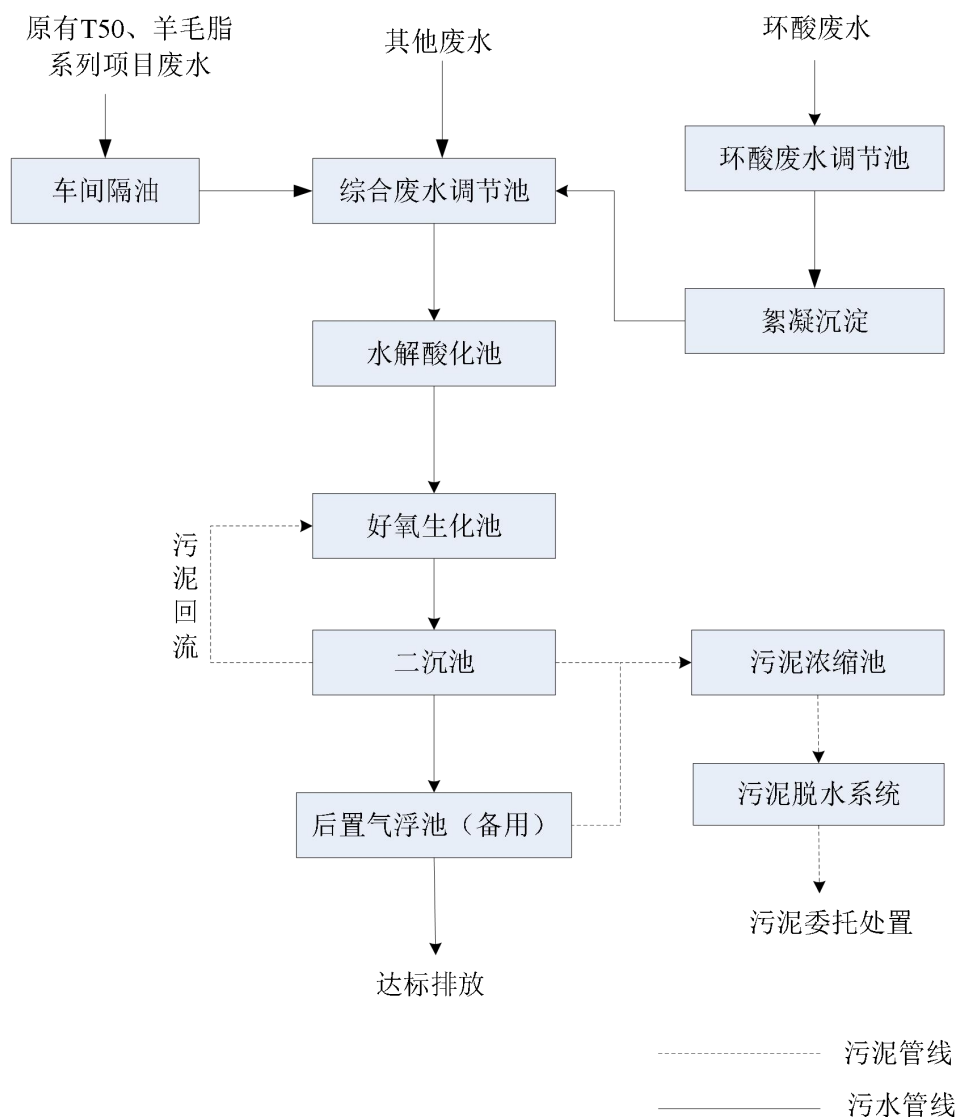 原有T50、羊毛脂
系列项目废水
其他废水
环酸废水
车间隔油
综合废水调节池
环酸废水调节池
絮凝沉淀
水解酸化池
好氧生化池
污泥回流
二沉池
污泥浓缩池
后置气浮池（备用）
污泥脱水系统
污泥委托处置
达标排放
污泥管线
污水管线